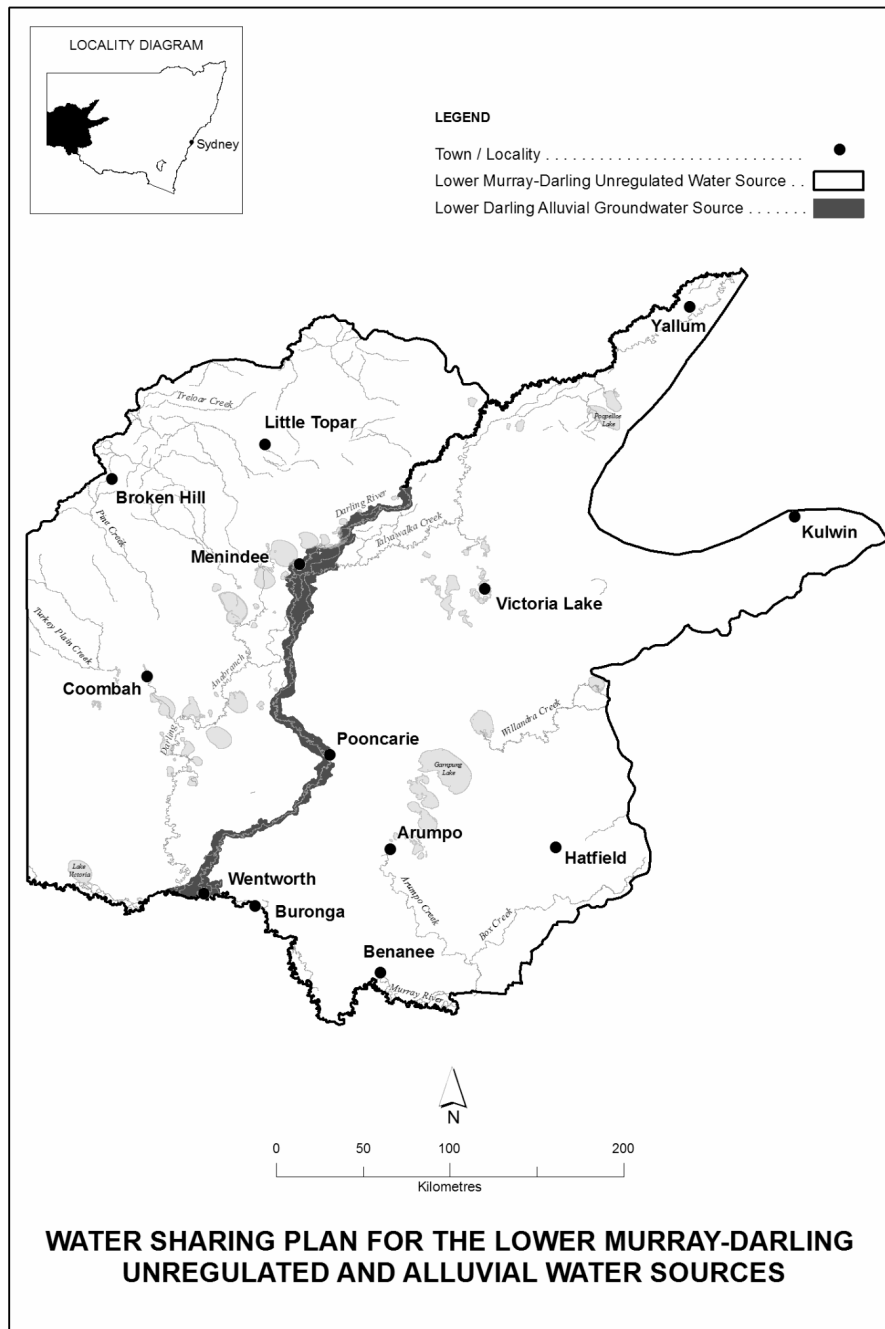 LOCALITY DIAGRAM
Sydney
LEGEND
Town / Locality . . . . . . . . . . . . . . . . . . . . . . . . . . . . .
Lower Murray-Darling Unregulated Water Source . .
Lower Darling Alluvial Groundwater Source . . . . . . .
Yallum
Treloar Creek
Poopelloe
Lake
Little Topar
Broken Hill
Darling River
Pine Creek
Talyawalka Creek
Kulwin
Menindee
Victoria Lake
Turkey Plain Creek
Anabranch
Coombah
Willandra Creek
Darling
Pooncarie
Garnpung
Lake
Arumpo
Hatfield
Lake
Victoria
Wentworth
Arumpo Creek
Buronga
Box Creek
Benanee
Murray River
N
0 50 100 200
Kilometres
WATER SHARING PLAN FOR THE LOWER MURRAY-DARLING
UNREGULATED AND ALLUVIAL WATER SOURCES